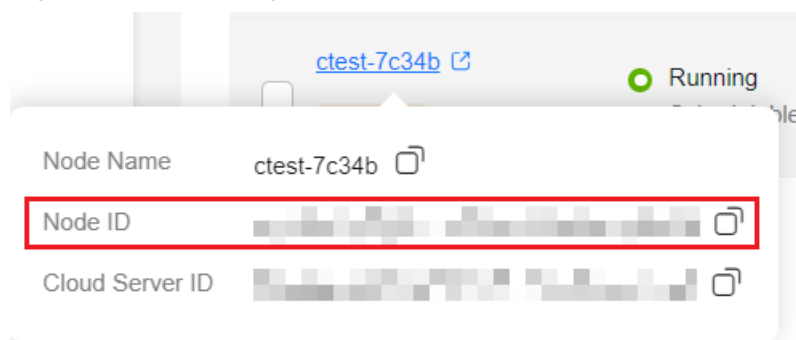 ctest-7c34b
Running
Node Name ctest-7c34b
Node ID
Cloud Server ID